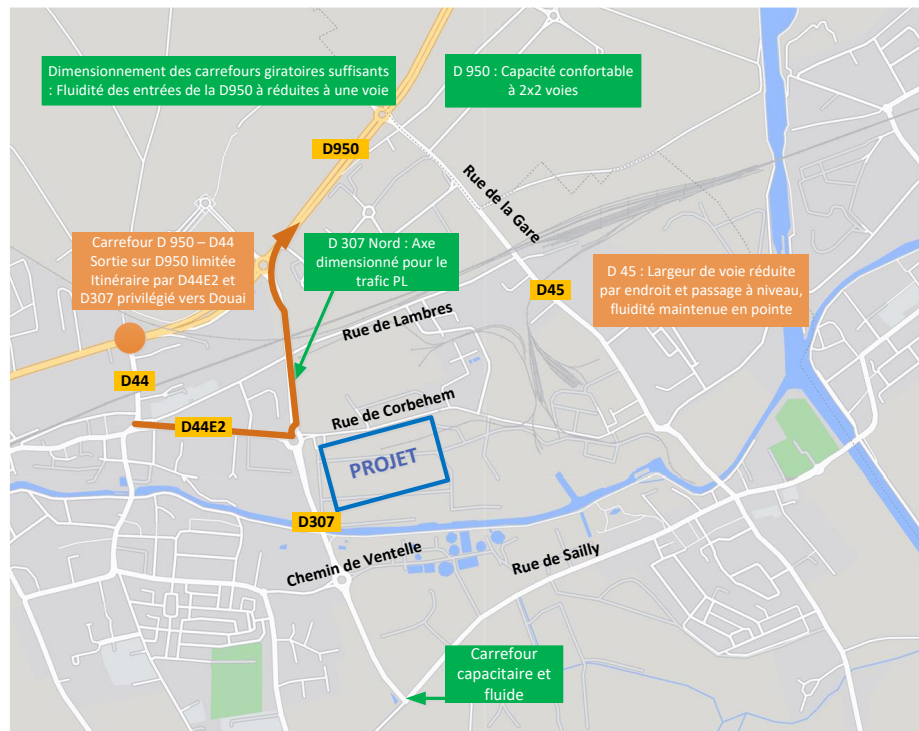 Dimensionnement des carrefours giratoires suffisants
: Fluidité des entrées de la D950 à réduites à une voie
D 950 : Capacité confortable
à 2x2 voies
D950
Rue de la Gare
Carrefour D 950 – D44
Sortie sur D950 limitée
Itinéraire par D44E2 et
D307 privilégié vers Douai
D 307 Nord : Axe
dimensionné pour le
trafic PL
D 45 : Largeur de voie réduite
par endroit et passage à niveau,
fluidité maintenue en pointe
D45
Rue de Lambres
D44
D44E2
Rue de Corbehem
PROJET
D307
Chemin de Ventelle
Rue de Sailly
Carrefour
capacitaire et
fluide